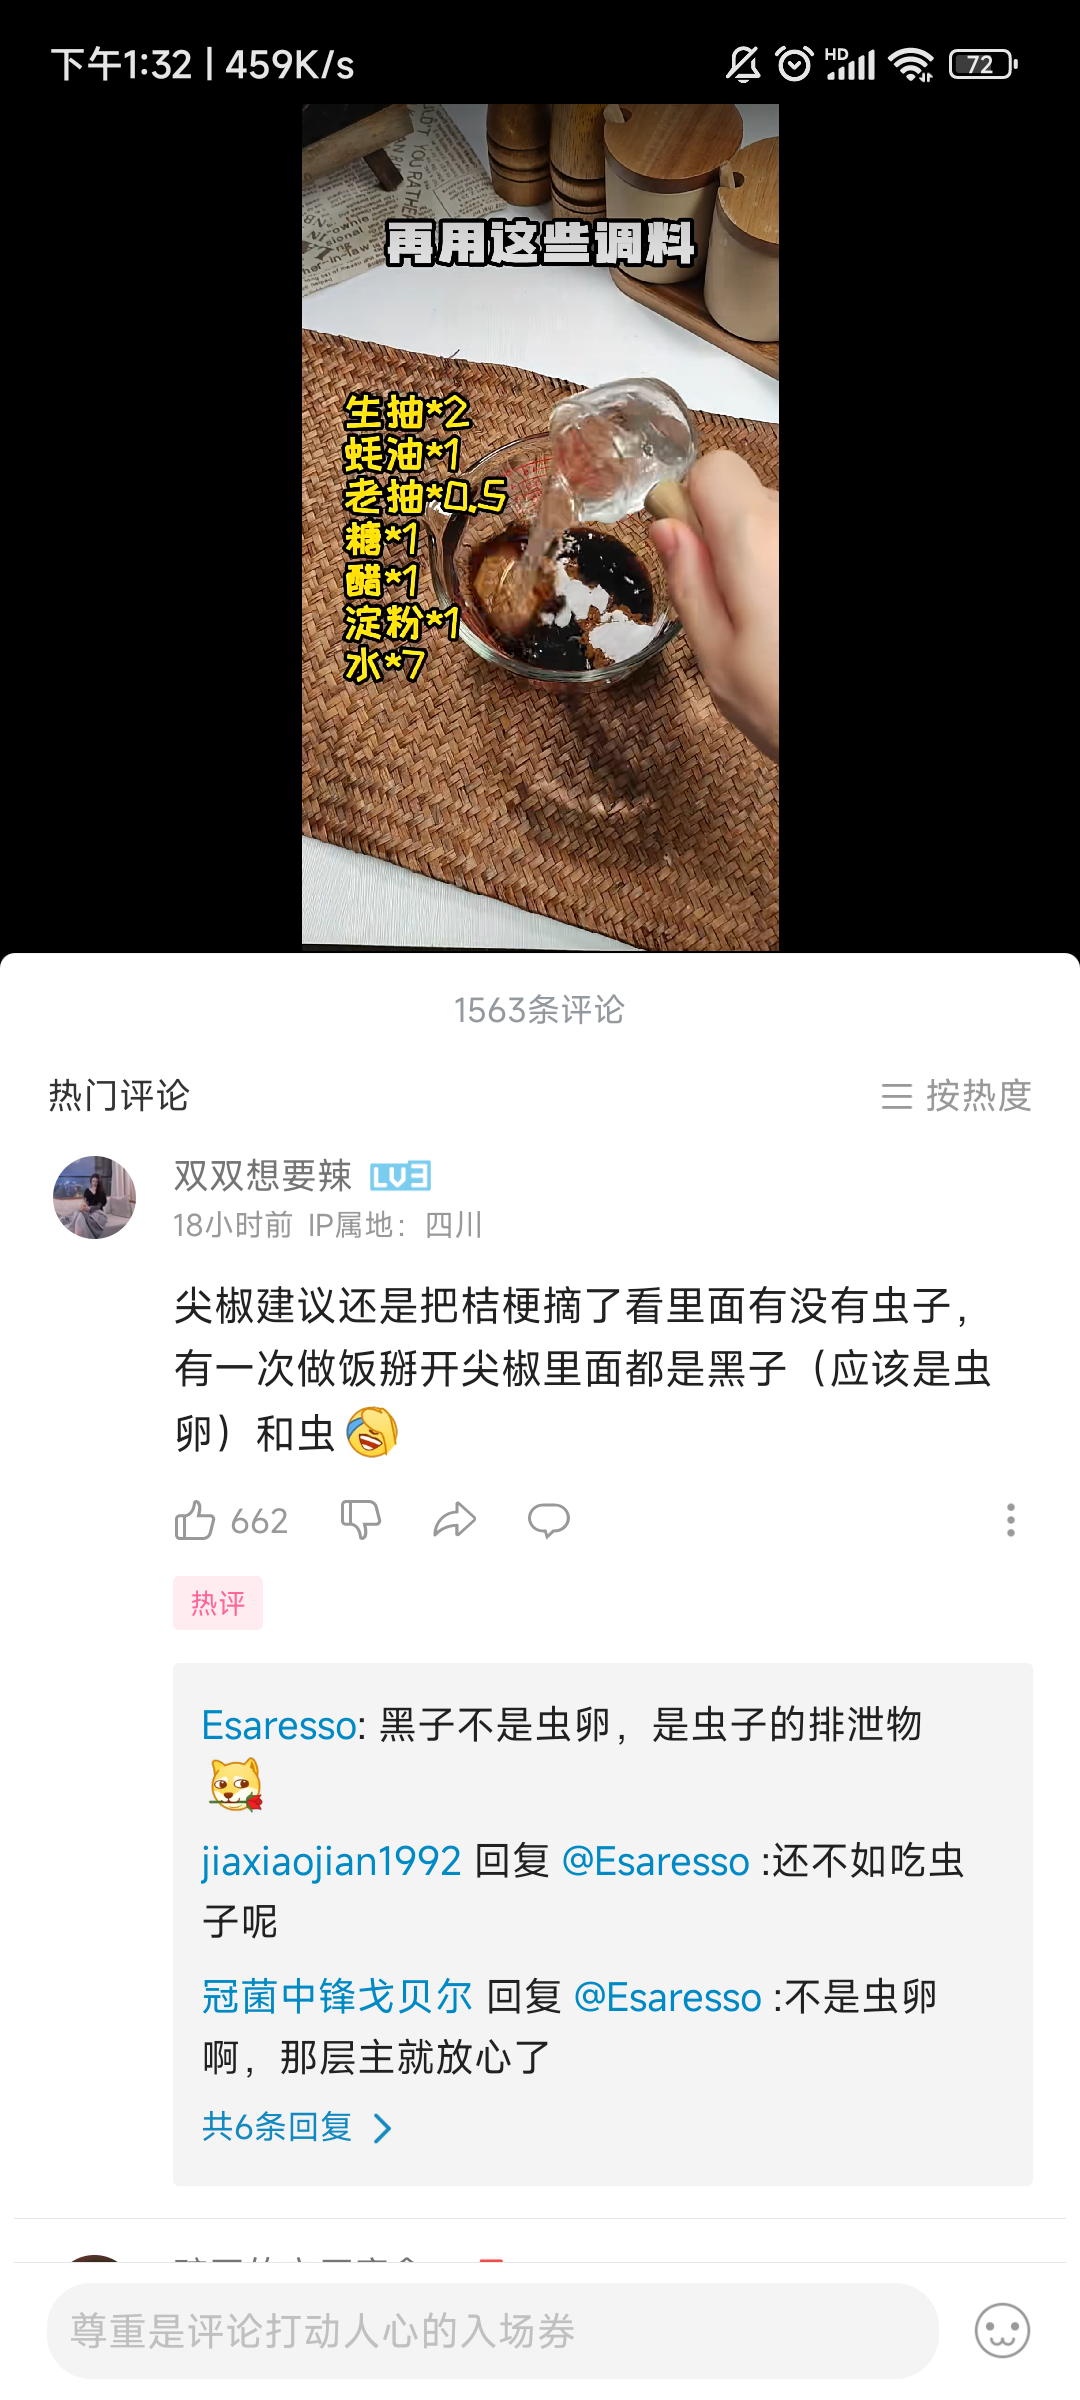 下午1:32 | 459K/s
HD
72
再用这些调料
生抽*2
蚝油*1
老抽*0.5
糖*1
醋*1
淀粉*1
水*7
1563条评论
热门评论
按热度
双双想要辣 LV3
18小时前 IP属地：四川
尖椒建议还是把桔梗摘了看里面有没有虫子，
有一次做饭掰开尖椒里面都是黑子（应该是虫
卵）和虫
662
热评
Esaresso: 黑子不是虫卵，是虫子的排泄物
jiaxiaojian1992 回复 @Esaresso :还不如吃虫
子呢
冠菌中锋戈贝尔 回复 @Esaresso :不是虫卵
啊，那层主就放心了
共6条回复
尊重是评论打动人心的入场券